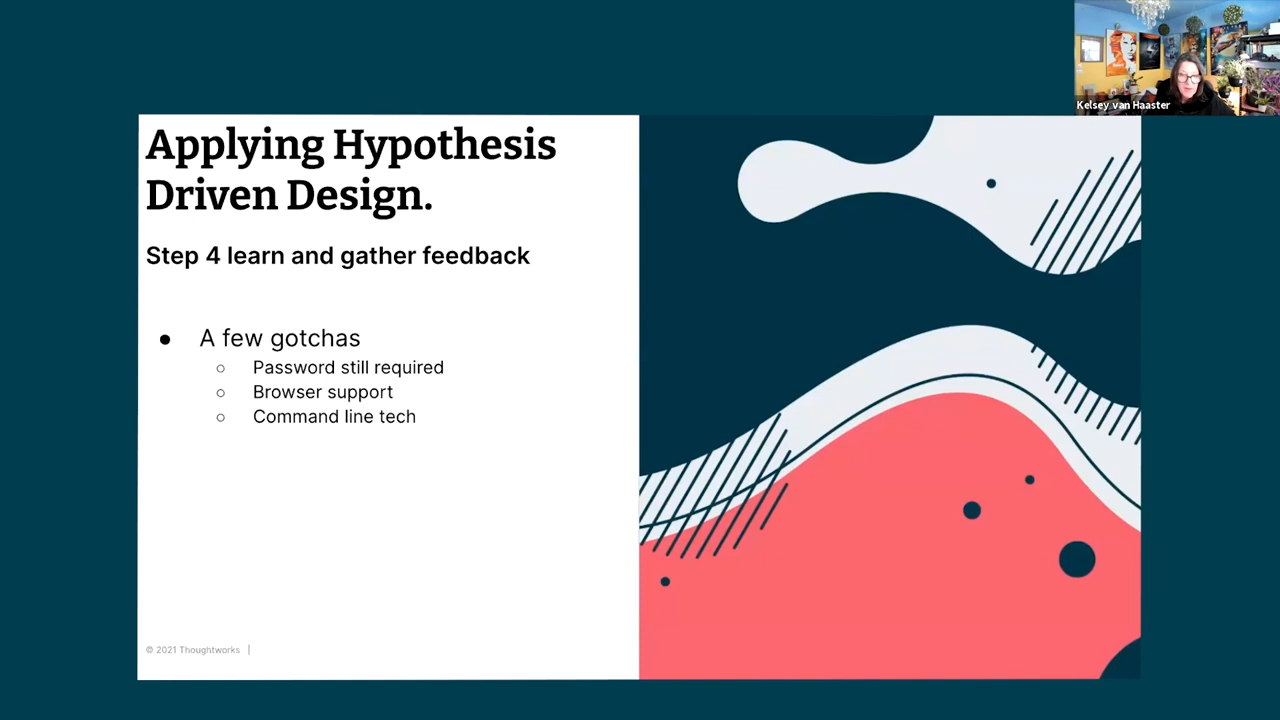 Kelsey van Haaster
Applying Hypothesis
Driven Design.
Step 4 learn and gather feedback
● A few gotchas
○ Password still required
○ Browser support
○ Command line tech
© 2021 Thoughtworks |